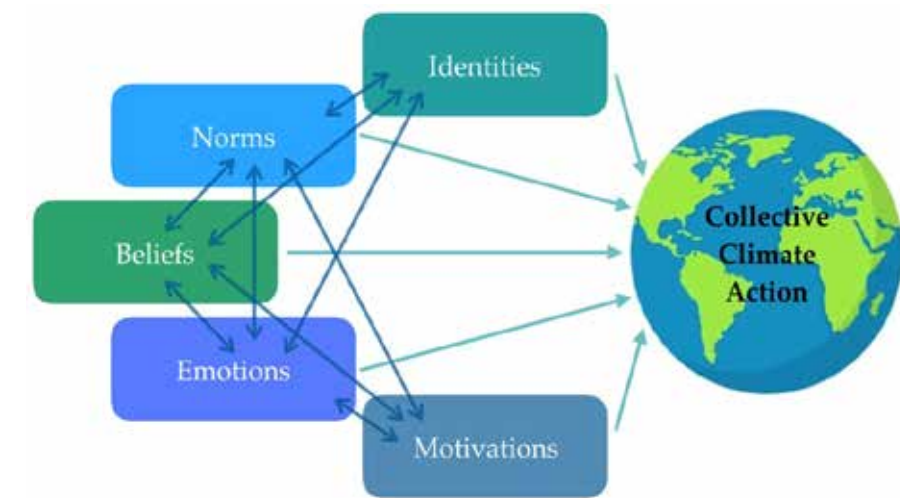 Identities
Norms
Beliefs
Emotions
Motivations
Collective
Climate
Action